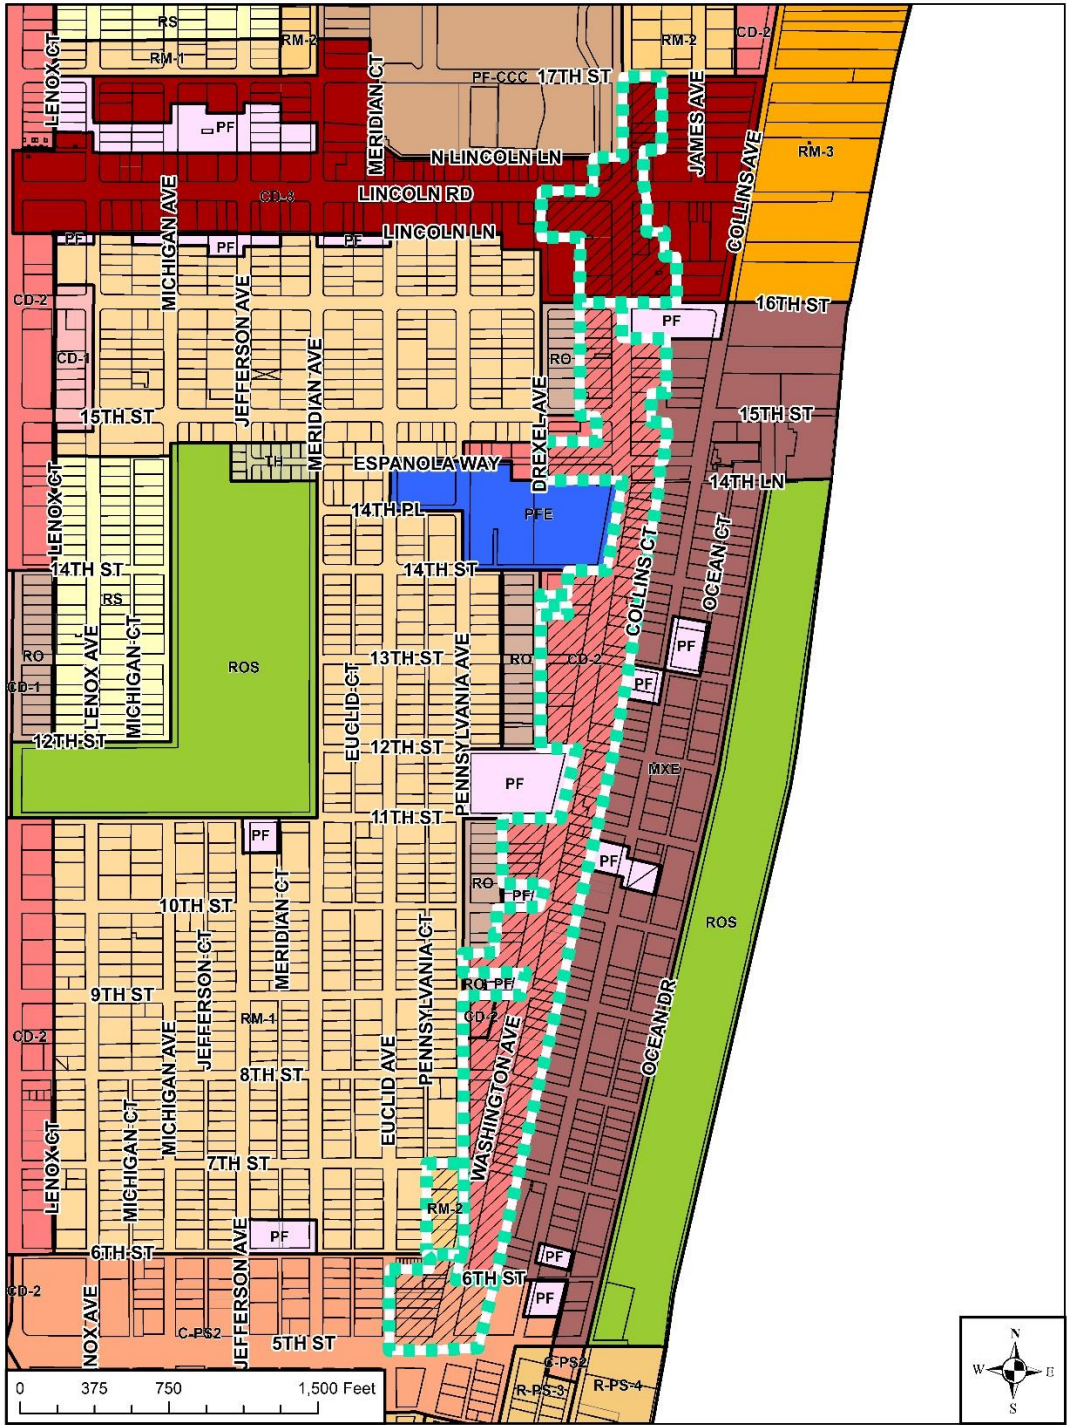 RS
RM-2
RM-2
CD-2
RM-1
LENOX CT
MERIDIAN CT
PF-CCC
17TH ST
JAMES AVE
PF
COLLINS AVE
RM-3
N LINCOLN LN
MICHIGAN AVE
CD-3
LINCOLN RD
PF
PF
PF
LINCOLN LN
CD-2
JEFFERSON AVE
16TH ST
PF
CD-1
MERIDIAN AVE
RO
15TH ST
DREXEL AVE
15TH ST
TH
ESPANOLA WAY
14TH LN
LENOX CT
14TH PL
PFE
OCEAN CT
14TH ST
14TH ST
COLLINS CT
RS
LENOX AVE
MICHIGAN CT
PENNSYLVANIA AVE
PF
RO
ROS
13TH ST
RO
CD-2
CD-1
EUCLID CT
PF
12TH ST
12TH ST
MXE
PF
11TH ST
PF
PF
RO
PF
10TH ST
MERIDIAN CT
PENNSYLVANIA CT
ROS
JEFFERSON CT
9TH ST
RO
PF
RM-1
CD-2
OCEAN DR
CD-2
MICHIGAN AVE
8TH ST
EUCLID AVE
WASHINGTON AVE
LENOX CT
MICHIGAN CT
7TH ST
RM-2
PF
6TH ST
JEFFERSON AVE
PF
6TH ST
CD-2
PF
NOX AVE
C-PS2
5TH ST
C-PS2
R-PS-3
R-PS-4
0 375 750 1,500 Feet
N
W E
S